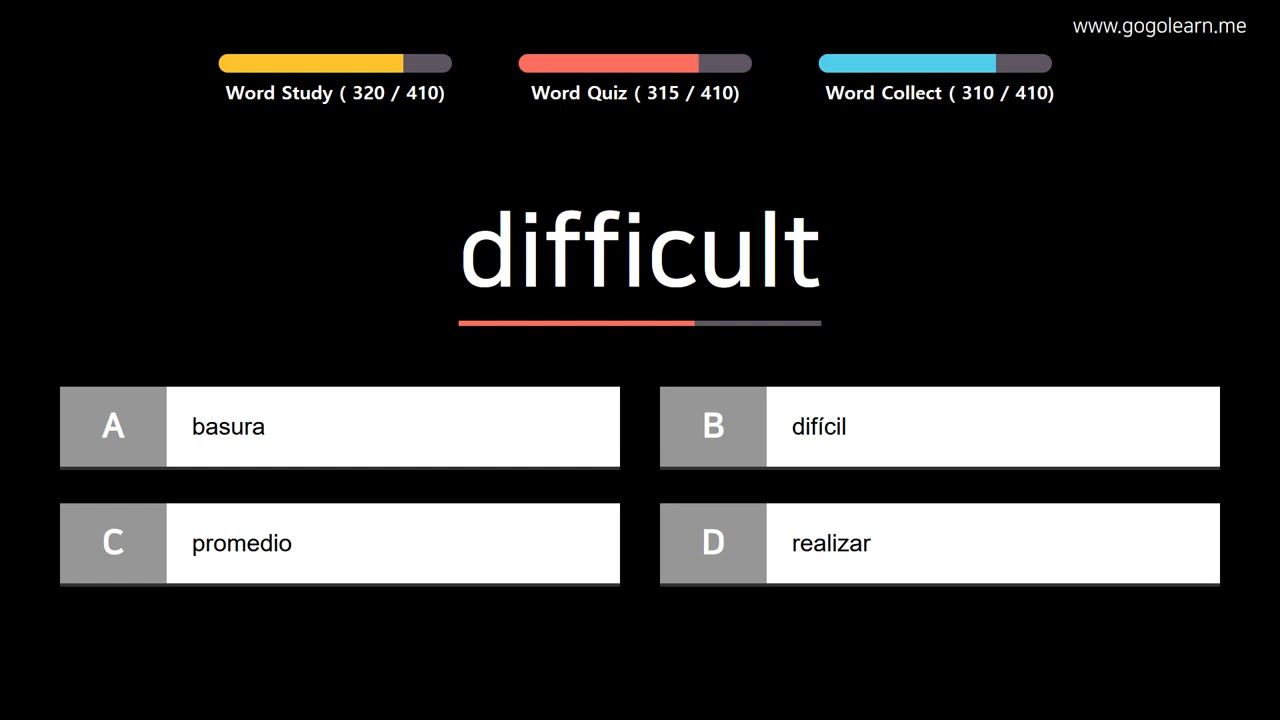 www.gogolearn.me
Word Study ( 320 / 410)
Word Quiz ( 315 / 410)
Word Collect ( 310 / 410)
difficult
A basura
B difícil
C promedio
D realizar